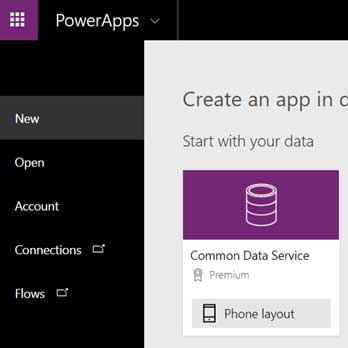 PowerApps
New
Open
Account
Connections
Flows
Create an app in
Start with your data
Common Data Service
Premium
Phone layout